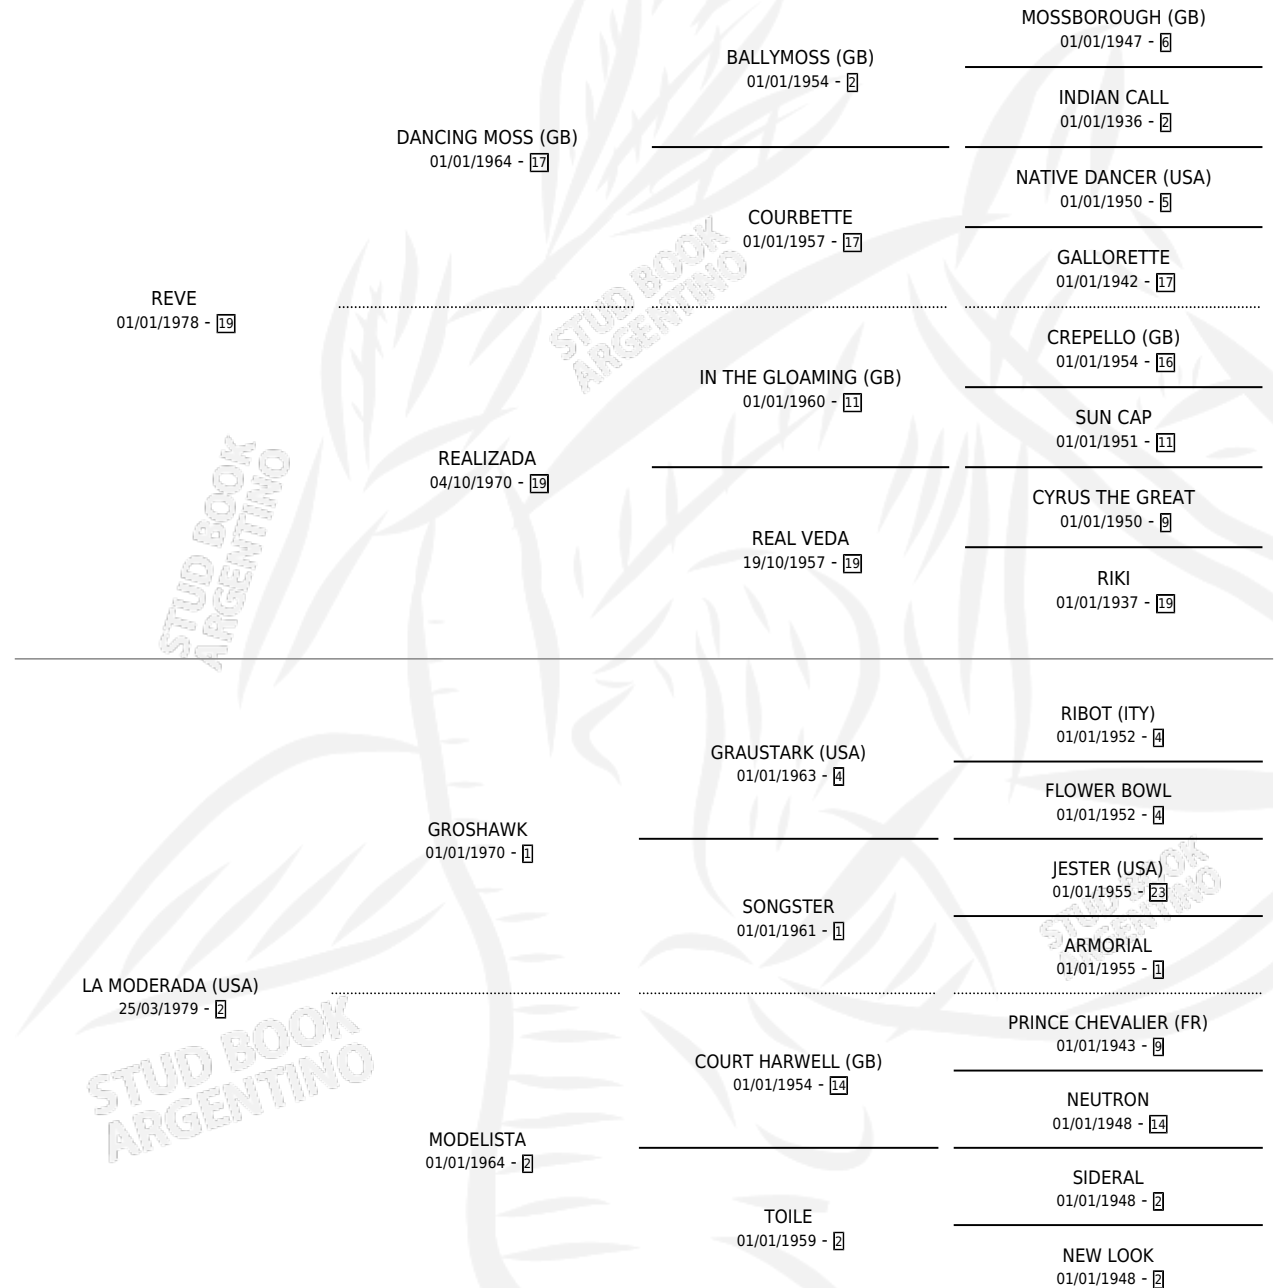 MOSSBOROUGH (GB)
01/01/1947 - 6
BALLYMOSS (GB)
01/01/1954 - 2
INDIAN CALL
01/01/1936 - 2
DANCING MOSS (GB)
01/01/1964 - 17
NATIVE DANCER (USA)
01/01/1950 - 5
COURBETTE
01/01/1957 - 17
GALLORETTE
01/01/1942 - 17
REVE
01/01/1978 - 19
STUD BOOK
ARGENTINO
CREPELLO (GB)
01/01/1954 - 16
IN THE GLOAMING (GB)
01/01/1960 - 11
SUN CAP
01/01/1951 - 11
REALIZADA
04/10/1970 - 19
CYRUS THE GREAT
01/01/1950 - 9
REAL VEDA
19/10/1957 - 19
RIKI
01/01/1937 - 19
STUD BOOK
ARGENTINO
RIBOT (ITY)
01/01/1952 - 4
GRAUSTARK (USA)
01/01/1963 - 4
FLOWER BOWL
01/01/1952 - 4
GROSHAWK
01/01/1970 - 1
JESTER (USA)
01/01/1955 - 23
SONGSTER
01/01/1961 - 1
STUD BOOK
ARGENTINO
ARMORIAL
01/01/1955 - 1
LA MODERADA (USA)
25/03/1979 - 2
PRINCE CHEVALIER (FR)
01/01/1943 - 9
COURT HARWELL (GB)
01/01/1954 - 14
STUD BOOK
ARGENTINO
NEUTRON
01/01/1948 - 14
MODELISTA
01/01/1964 - 2
SIDERAL
01/01/1948 - 2
TOILE
01/01/1959 - 2
NEW LOOK
01/01/1948 - 2